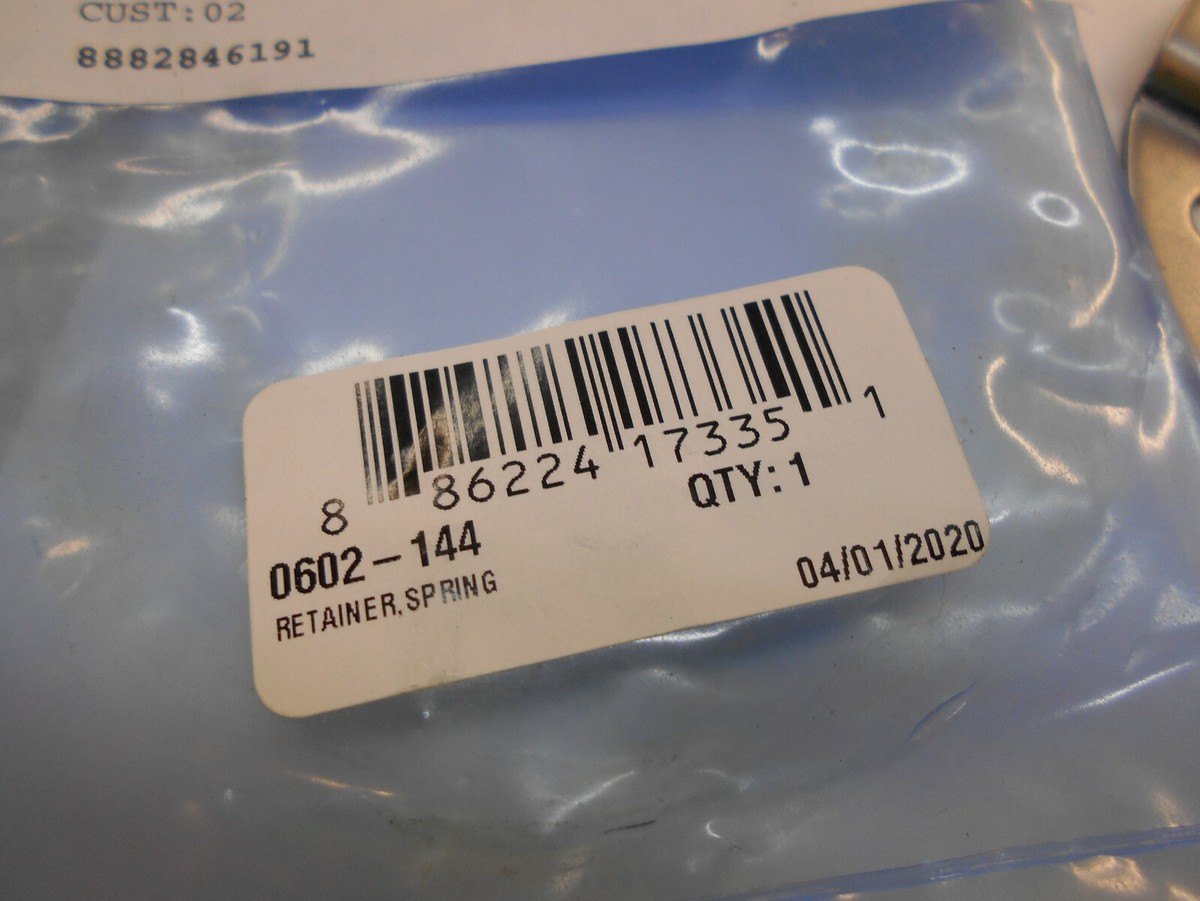 CUST:02
8882846191
8 86224 17335 1
QTY: 1
0602-144
RETAINER,SPRING
04/01/2020